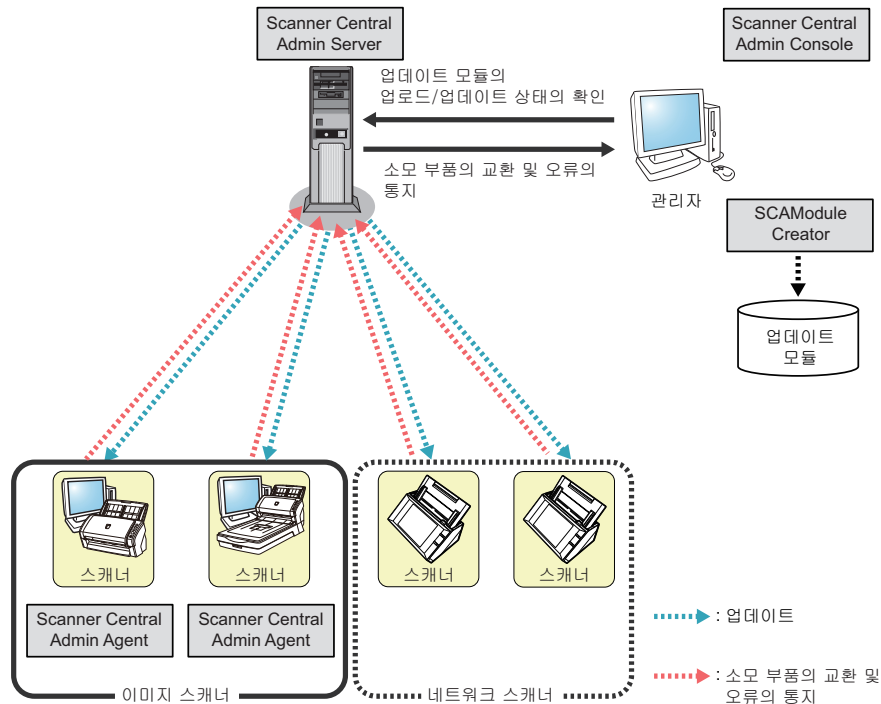 Scanner Central
Admin Server
Scanner Central
Admin Console
업데이트 모듈의
업로드/업데이트 상태의 확인
소모 부품의 교환 및 오류의
통지
관리자
SCAModule
Creator
업데이트
모듈
스캐너
스캐너
스캐너
스캐너
Scanner Central
Admin Agent
Scanner Central
Admin Agent
이미지 스캐너
네트워크 스캐너
: 업데이트
: 소모 부품의 교환 및
오류의 통지